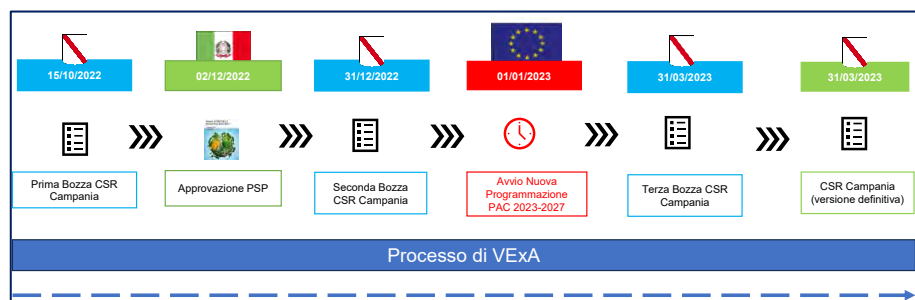 15/10/2022
02/12/2022
31/12/2022
01/01/2023
31/03/2023
31/03/2023
Prima Bozza CSR
Campania
Approvazione PSP
Seconda Bozza
CSR Campania
Avvio Nuova
Programmazione
PAC 2023-2027
Terza Bozza CSR
Campania
CSR Campania
(versione definitiva)
Processo di VExA